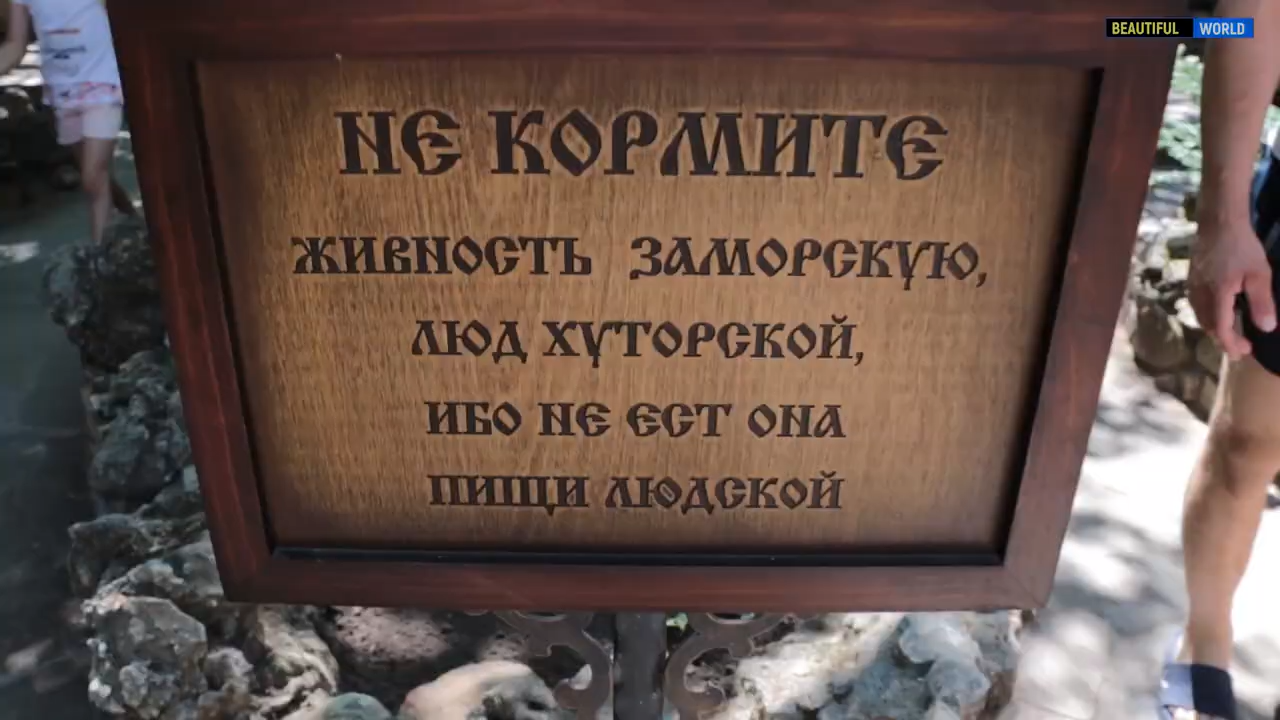 BEAUTIFUL WORLD
НЕ КОРМИТЕ
ЖИВНОСТЬ ЗАМОРСКУЮ,
ЛЮД ХУТОРСКОЙ,
ИБО НЕ ЕСТ ОНА
ПИЩИ ЛЮДСКОЙ